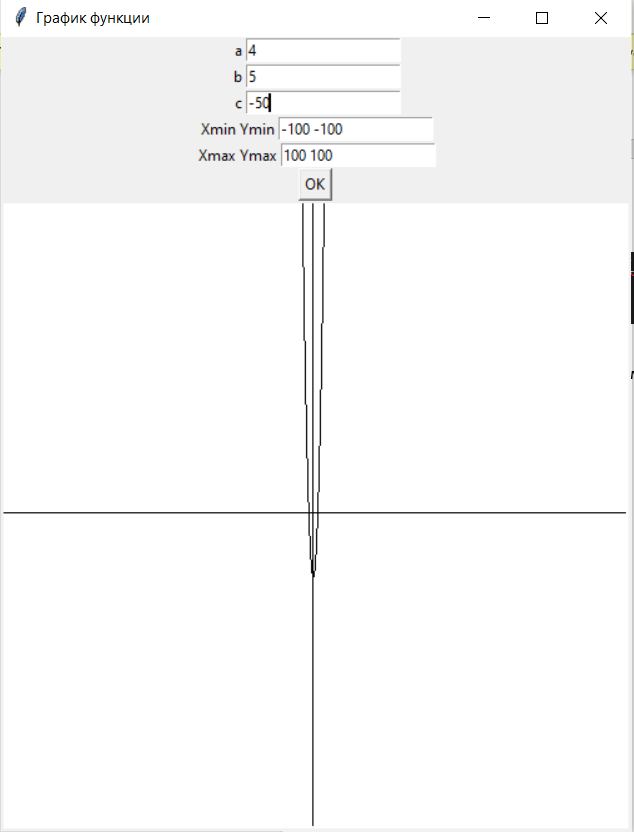 График функции
a 4
b 5
c -50
Xmin Ymin -100 -100
Xmax Ymax 100 100
OK